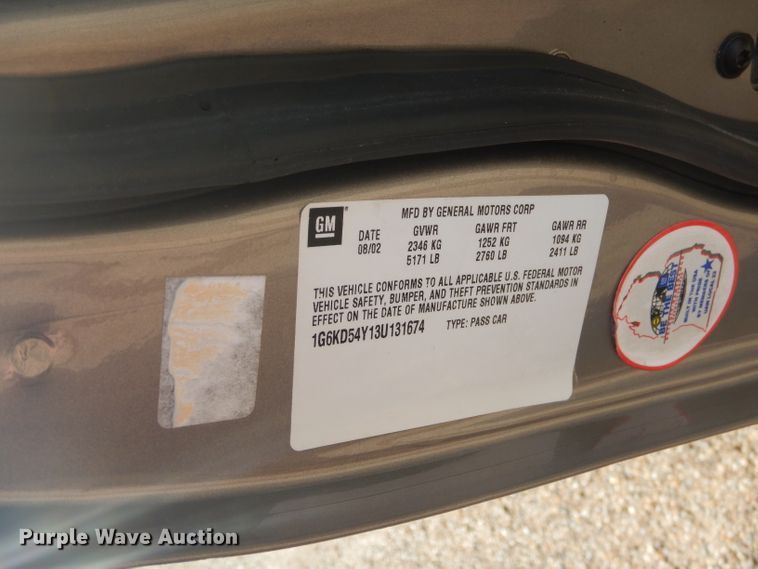 GM
MFD BY GENERAL MOTORS CORP
DATE GVWR GAWR FRT GAWR RR
08/02 2346 KG 1252 KG 1094 KG
5171 LB 2760 LB 2411 LB
THIS VEHICLE CONFORMS TO ALL APPLICABLE U.S. FEDERAL MOTOR
VEHICLE SAFETY, BUMPER, AND THEFT PREVENTION STANDARDS IN
EFFECT ON THE DATE OF MANUFACTURE SHOWN ABOVE.
1G6KD54Y13U131674 TYPE: PASS CAR
THE BEST
Purple Wave Auction